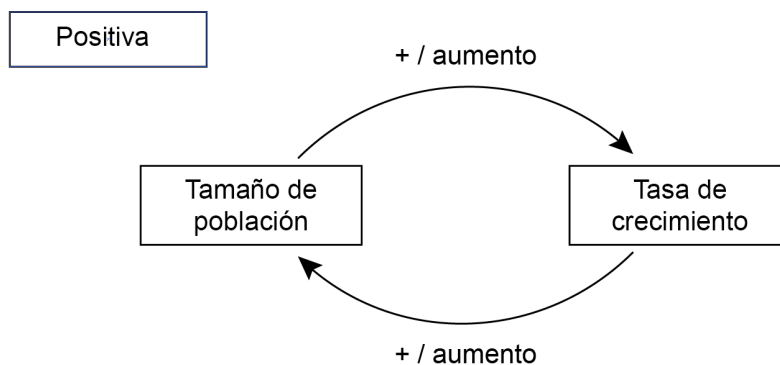 Positiva
+ / aumento
Tamaño de
población
Tasa de
crecimiento
+ / aumento